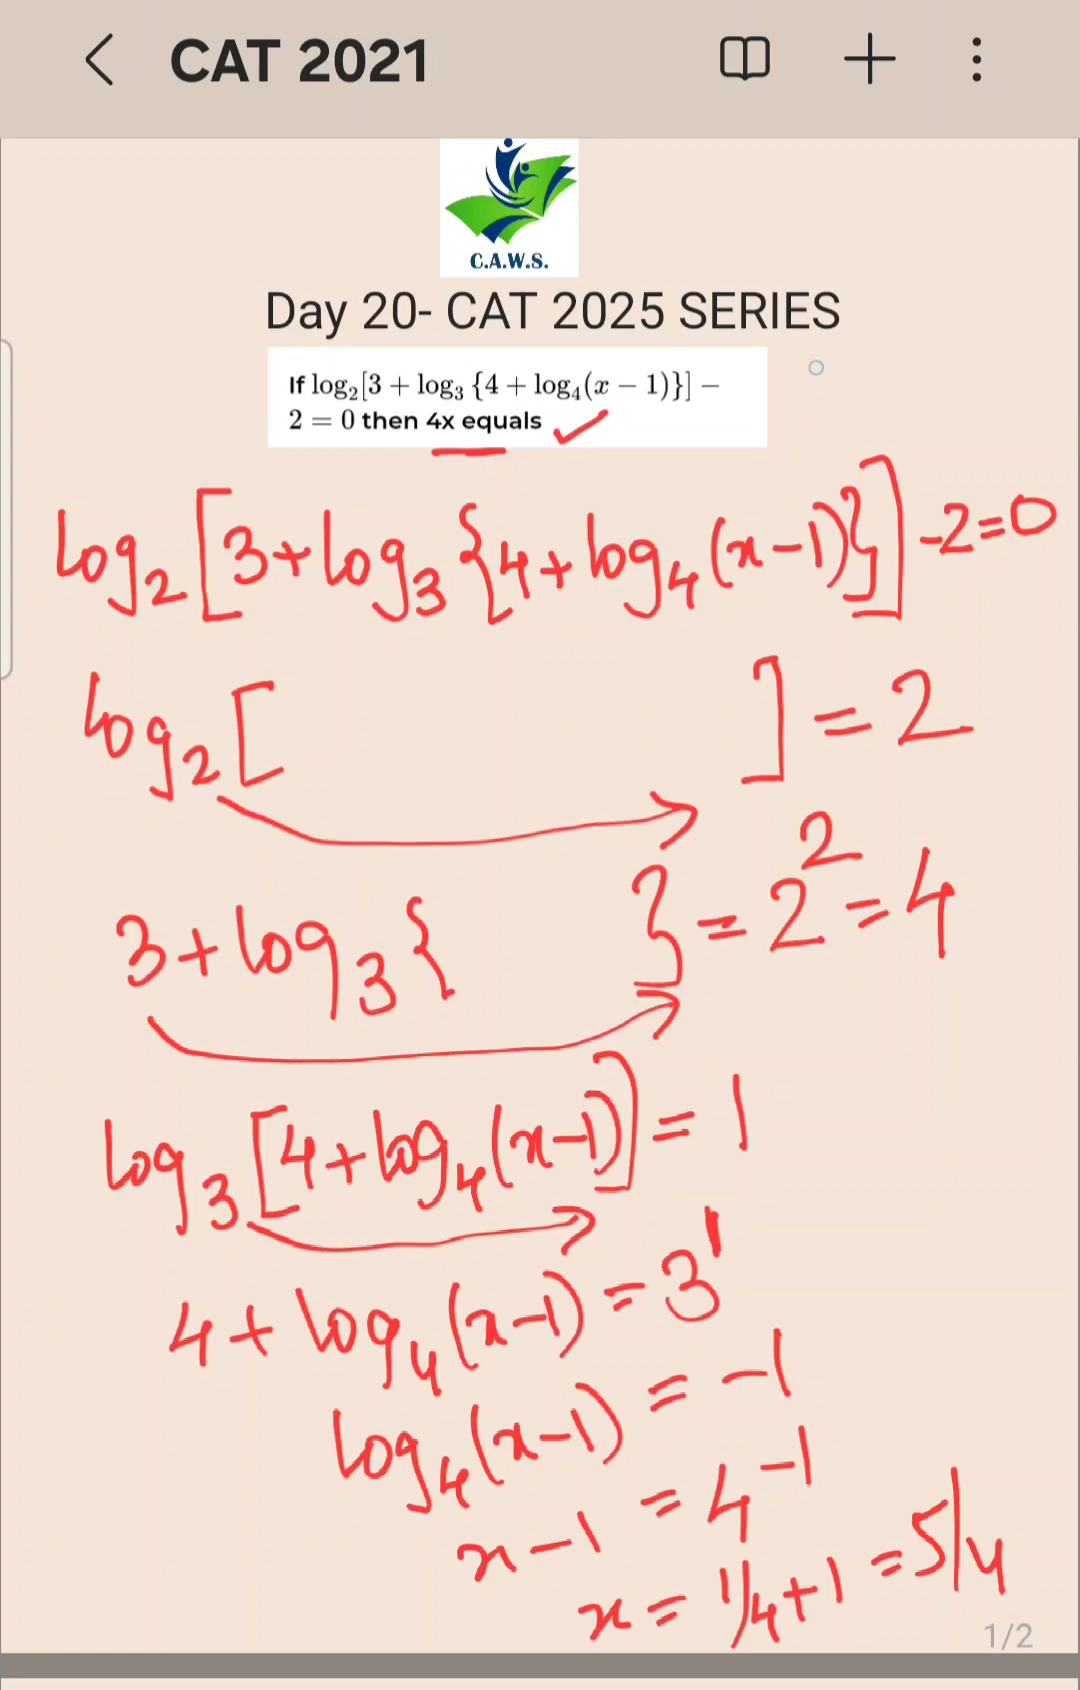 CAT 2021
C.A.W.S.
Day 20- CAT 2025 SERIES
If log₂[3 + log₃ {4 + log₄(x − 1)}] −
2 = 0 then 4x equals
log₂[3+log₃{4+log₄(x-1)}]-2=0
log₂[ ]=2
3+log₃{ }=2²=4
log₃[4+log₄(x-1)]=1
4+log₄(x-1)=3¹
log₄(x-1)=-1
x-1=4⁻¹
x=1/4+1=5/4
1/2